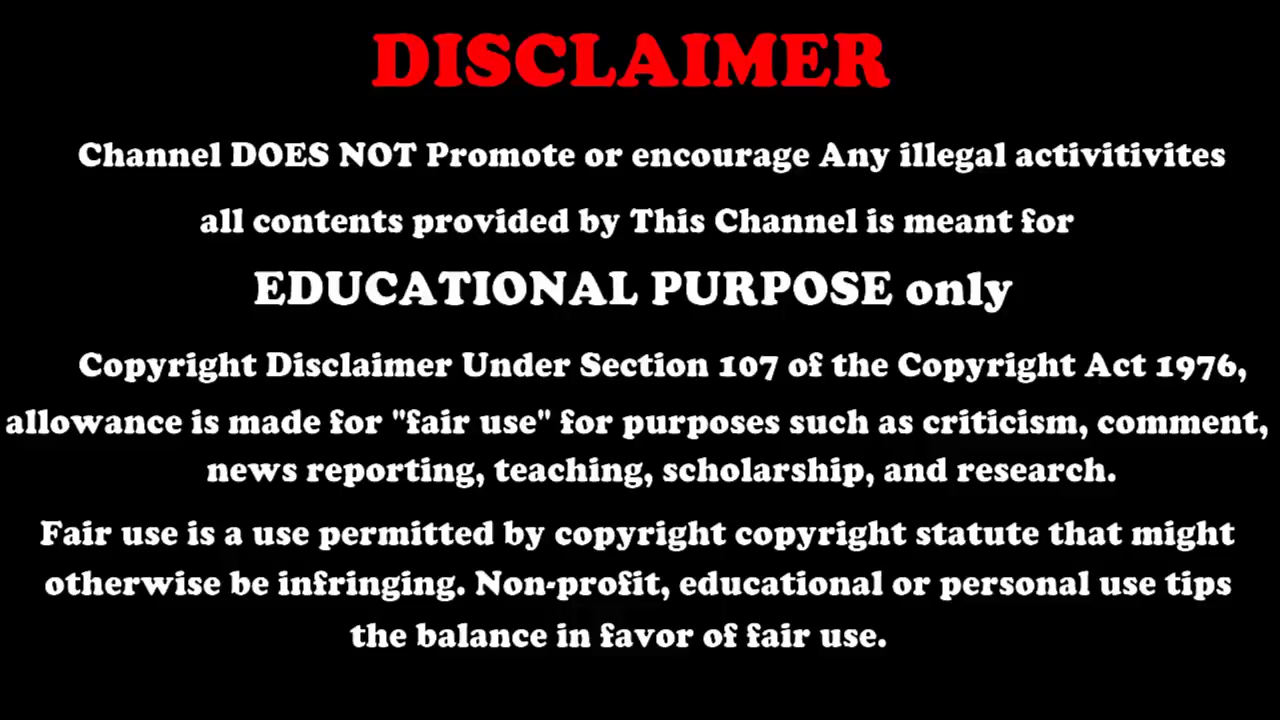 DISCLAIMER
Channel DOES NOT Promote or encourage Any illegal activitivites
all contents provided by This Channel is meant for
EDUCATIONAL PURPOSE only
Copyright Disclaimer Under Section 107 of the Copyright Act 1976,
allowance is made for "fair use" for purposes such as criticism, comment,
news reporting, teaching, scholarship, and research.
Fair use is a use permitted by copyright copyright statute that might
otherwise be infringing. Non-profit, educational or personal use tips
the balance in favor of fair use.